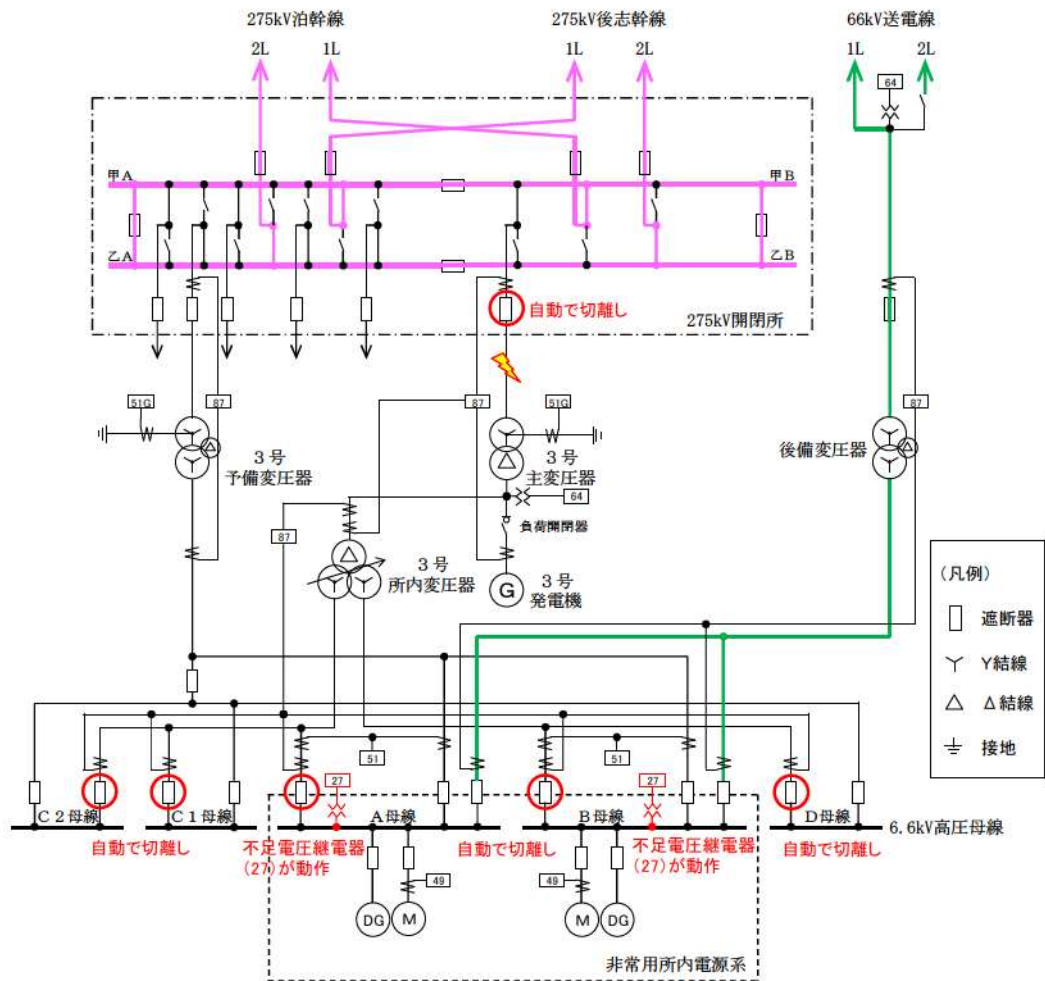 275kV泊幹線
275kV後志幹線
66kV送電線
2L
1L
1L
2L
1L
2L
64
甲A
甲B
乙A
乙B
自動で切離し
275kV開閉所
51G
87
87
51G
87
3号
予備変圧器
3号
主変圧器
後備変圧器
64
87
負荷開閉器
3号
所内変圧器
G
3号
発電機
(凡例)
遮断器
Y結線
Δ結線
接地
51
51
27
27
C2母線
C1母線
A母線
B母線
D母線
6.6kV高圧母線
自動で切離し
不足電圧継電器
(27)が動作
自動で切離し
不足電圧継電器
(27)が動作
自動で切離し
49
49
DG
M
M
DG
非常用所内電源系